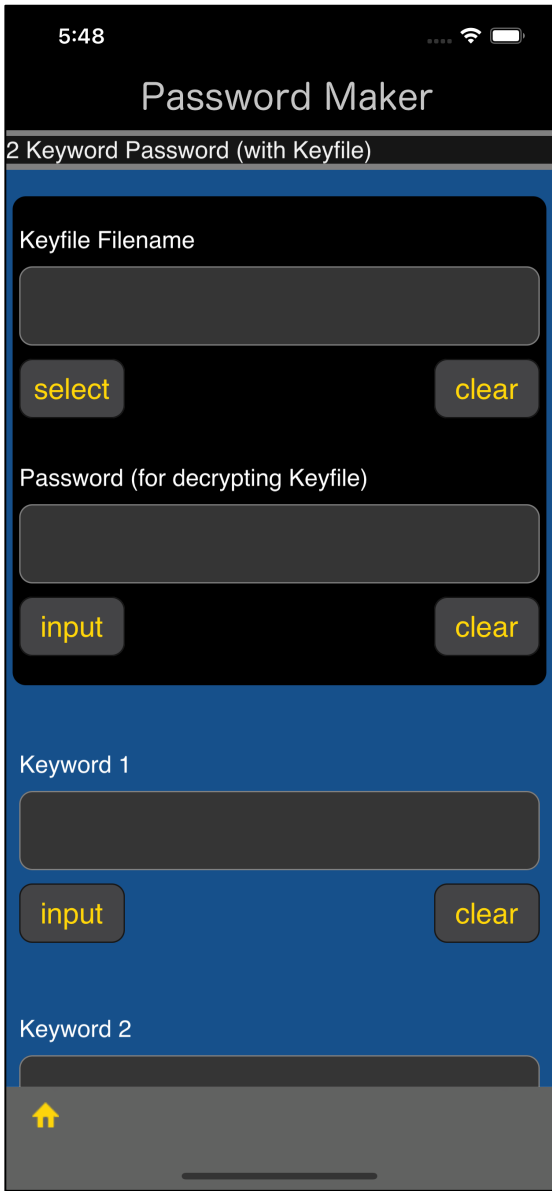 5:48
Password Maker
2 Keyword Password (with Keyfile)
Keyfile Filename
select
clear
Password (for decrypting Keyfile)
input
clear
Keyword 1
input
clear
Keyword 2